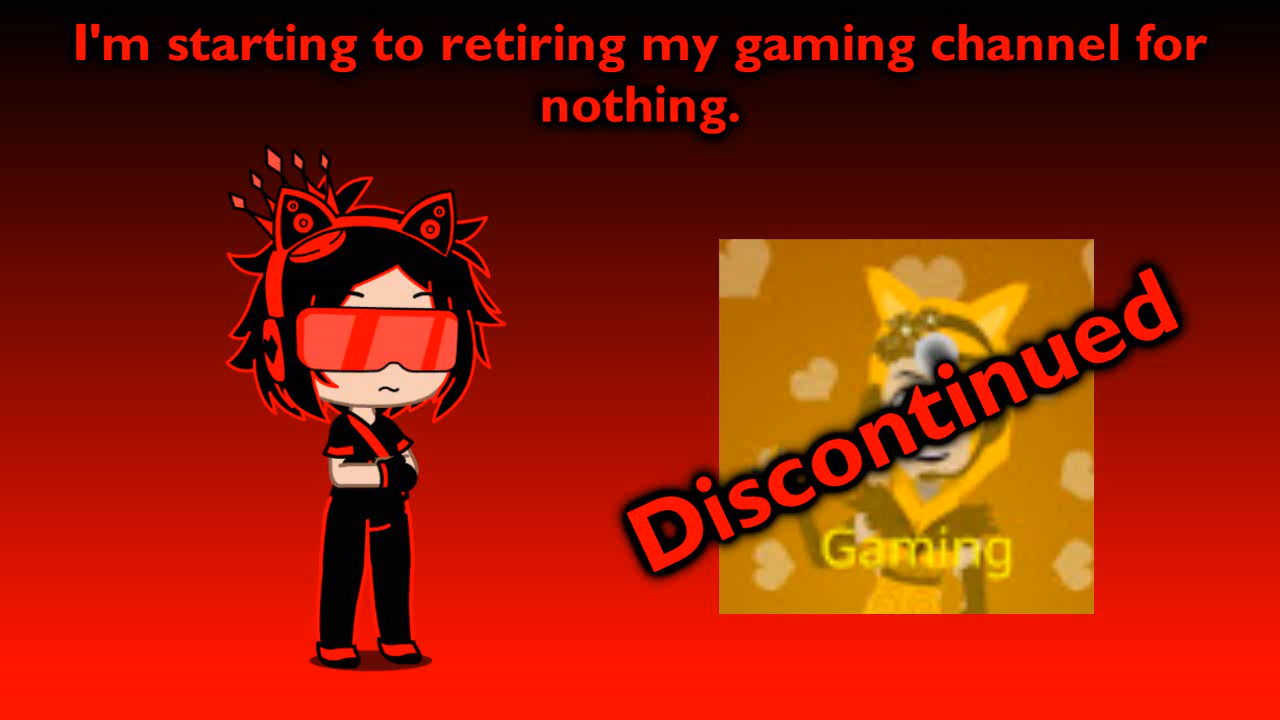 I'm starting to retiring my gaming channel for
nothing.
Discontinued
Gaming